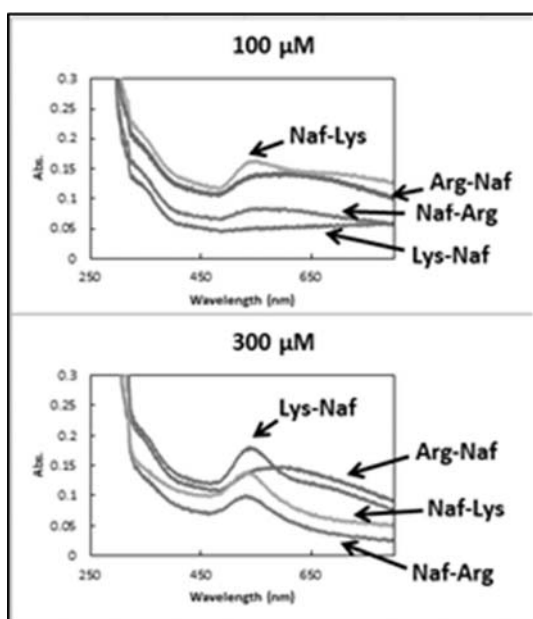 100 µM
0.3
0.25
0.2
0.15
0.1
0.05
0
Abs.
Naf-Lys
Arg-Naf
Naf-Arg
Lys-Naf
250
450
650
Wavelength (nm)
300 µM
0.3
0.25
0.2
0.15
0.1
0.05
0
Abs.
Lys-Naf
Arg-Naf
Naf-Lys
Naf-Arg
250
450
650
Wavelength (nm)